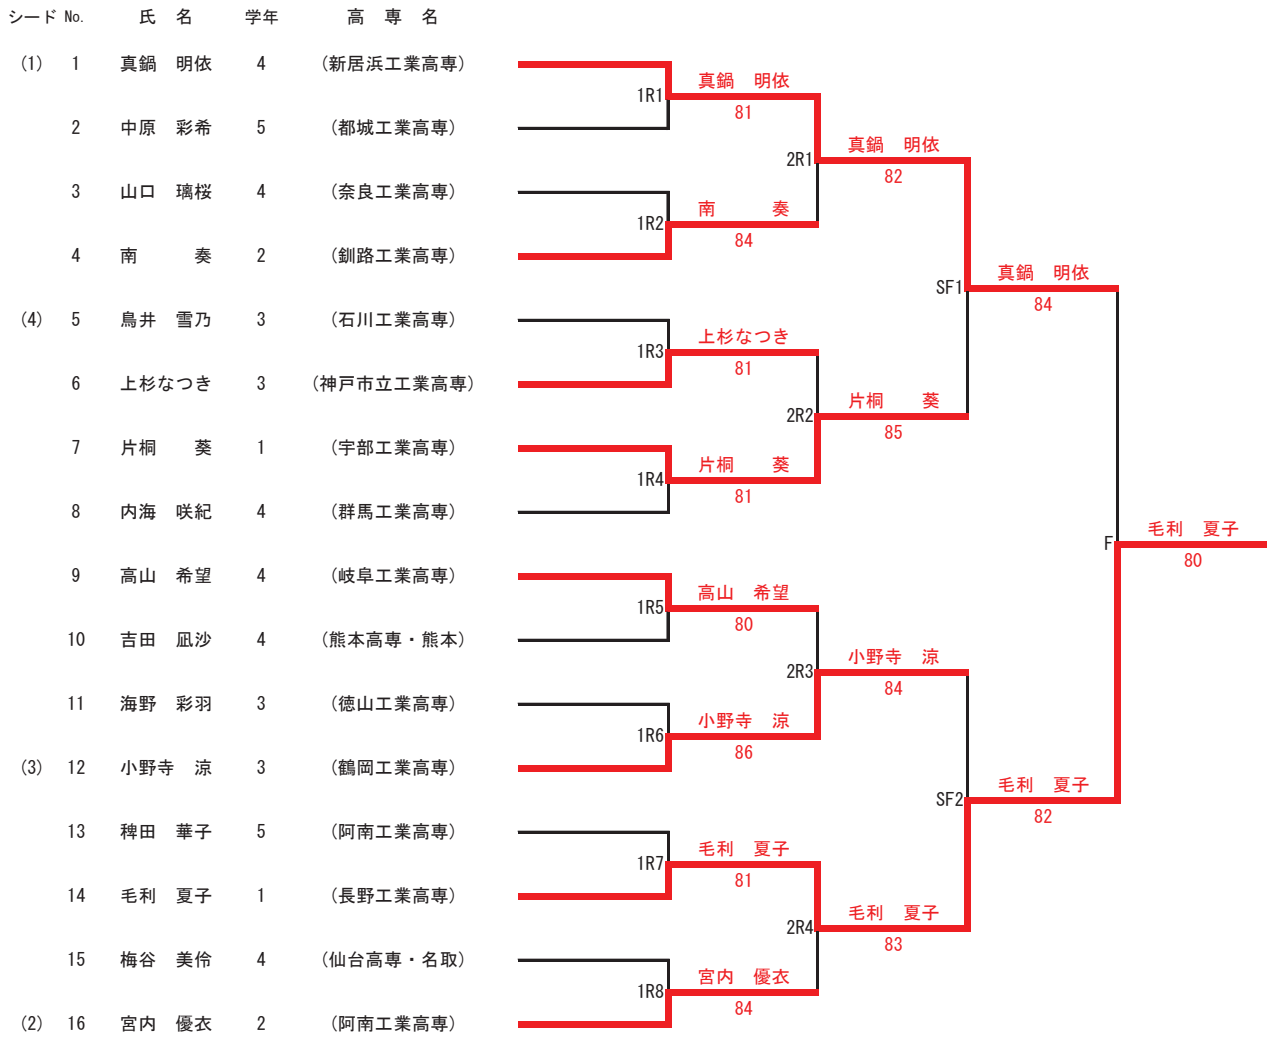 シード No. 氏 名 学年 高 専 名
(1) 1 真鍋 明依 4 (新居浜工業高専)
真鍋 明依
1R1
81
2 中原 彩希 5 (都城工業高専)
真鍋 明依
2R1
82
3 山口 璃桜 4 (奈良工業高専)
南 奏
1R2
84
4 南 奏 2 (釧路工業高専)
真鍋 明依
SF1
84
(4) 5 鳥井 雪乃 3 (石川工業高専)
上杉なつき
1R3
81
6 上杉なつき 3 (神戸市立工業高専)
片桐 葵
2R2
85
7 片桐 葵 1 (宇部工業高専)
片桐 葵
1R4
81
8 内海 咲紀 4 (群馬工業高専)
毛利 夏子
F
80
9 高山 希望 4 (岐阜工業高専)
高山 希望
1R5
80
10 吉田 凪沙 4 (熊本高専・熊本)
小野寺 涼
2R3
84
11 海野 彩羽 3 (徳山工業高専)
小野寺 涼
1R6
86
(3) 12 小野寺 涼 3 (鶴岡工業高専)
毛利 夏子
SF2
82
13 稗田 華子 5 (阿南工業高専)
毛利 夏子
1R7
81
14 毛利 夏子 1 (長野工業高専)
毛利 夏子
2R4
83
15 梅谷 美伶 4 (仙台高専・名取)
宮内 優衣
1R8
84
(2) 16 宮内 優衣 2 (阿南工業高専)